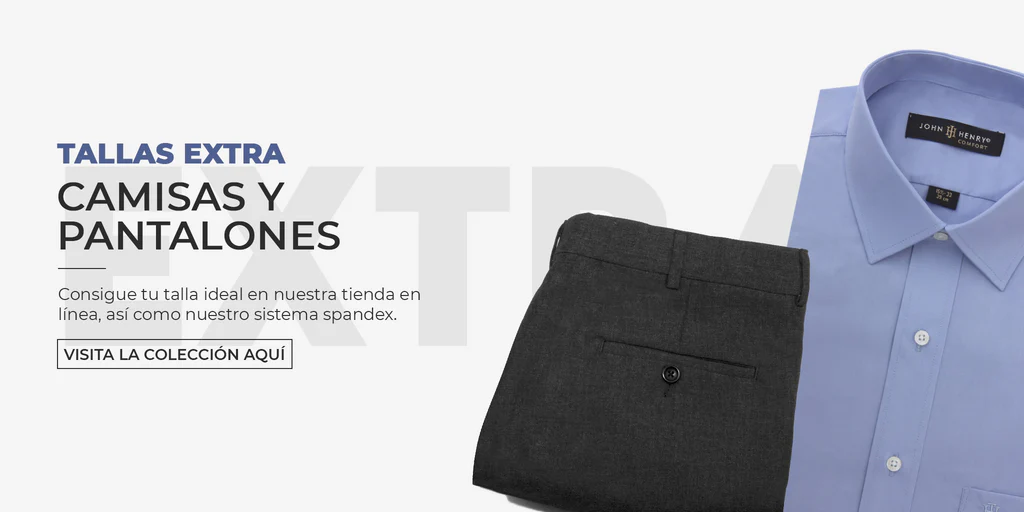 TALLAS EXTRA
CAMISAS Y
PANTALONES
Consigue tu talla ideal en nuestra tienda en
línea, así como nuestro sistema spandex.
VISITA LA COLECCIÓN AQUÍ
EXTRA
JOHN HENRY®
COMFORT